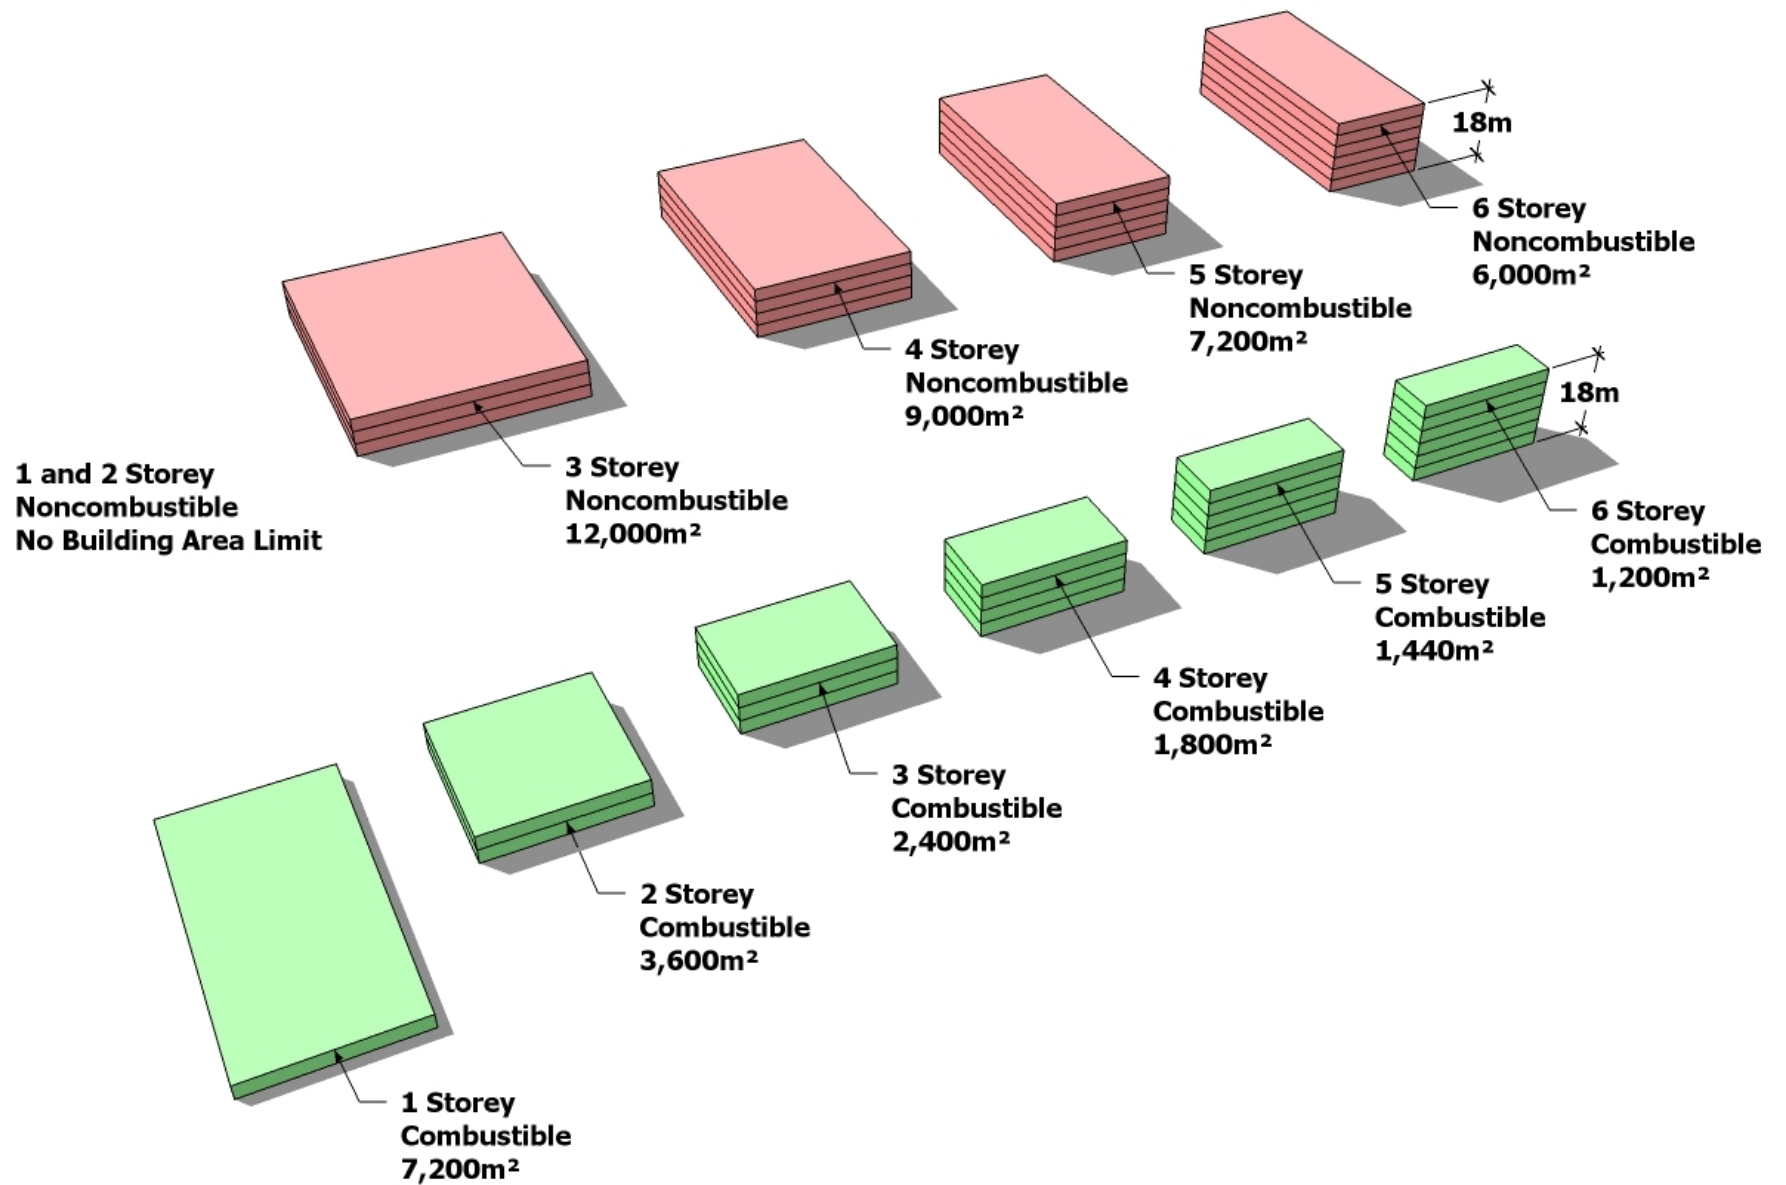 18m
6 Storey
Noncombustible
6,000m²
5 Storey
Noncombustible
7,200m²
4 Storey
Noncombustible
9,000m²
3 Storey
Noncombustible
12,000m²
1 and 2 Storey
Noncombustible
No Building Area Limit
18m
6 Storey
Combustible
1,200m²
5 Storey
Combustible
1,440m²
4 Storey
Combustible
1,800m²
3 Storey
Combustible
2,400m²
2 Storey
Combustible
3,600m²
1 Storey
Combustible
7,200m²